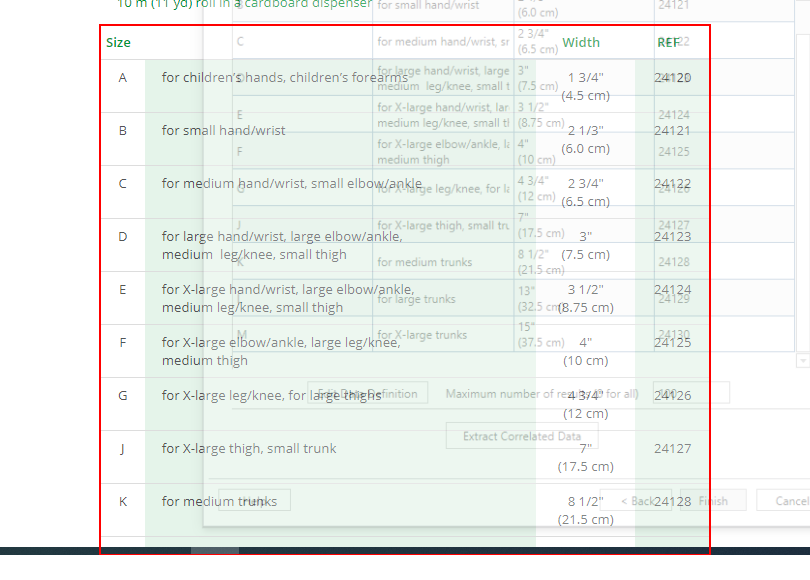 10 m (11 yd) roll in a cardboard dispenser
Size Width REF
A for children's hands, children's forearms 1 3/4" 24120
(4.5 cm)
B for small hand/wrist 2 1/3" 24121
(6.0 cm)
C for medium hand/wrist, small elbow/ankle 2 3/4" 24122
(6.5 cm)
D for large hand/wrist, large elbow/ankle, 3" 24123
medium leg/knee, small thigh (7.5 cm)
E for X-large hand/wrist, large elbow/ankle, 3 1/2" 24124
medium leg/knee, small thigh (8.75 cm)
F for X-large elbow/ankle, large leg/knee, 4" 24125
medium thigh (10 cm)
G for X-large leg/knee, for large thighs 4 3/4" 24126
(12 cm)
J for X-large thigh, small trunk 7" 24127
(17.5 cm)
K for medium trunks 8 1/2" 24128
(21.5 cm)
for small hand/wrist 24121
(6.0 cm)
C for medium hand/wrist, sr 2 3/4"
(6.5 cm)
for large hand/wrist, large 3"
medium leg/knee, small t (7.5 cm)
E for X-large hand/wrist, lar 3 1/2" 24124
medium leg/knee, small tl (8.75 cm)
F for X-large elbow/ankle, la 4" 24125
medium thigh (10 cm)
for X-large leg/knee, for la 4 3/4"
(12 cm)
J for X-large thigh, small tru 7" 24127
(17.5 cm)
K for medium trunks 8 1/2" 24128
(21.5 cm)
for large trunks 13" 24129
(32.5 cm)
M for X-large trunks 15" 24130
(37.5 cm)
Edit Data Definition Maximum number of results (0 for all) 100
Extract Correlated Data
Help < Back Finish Cancel